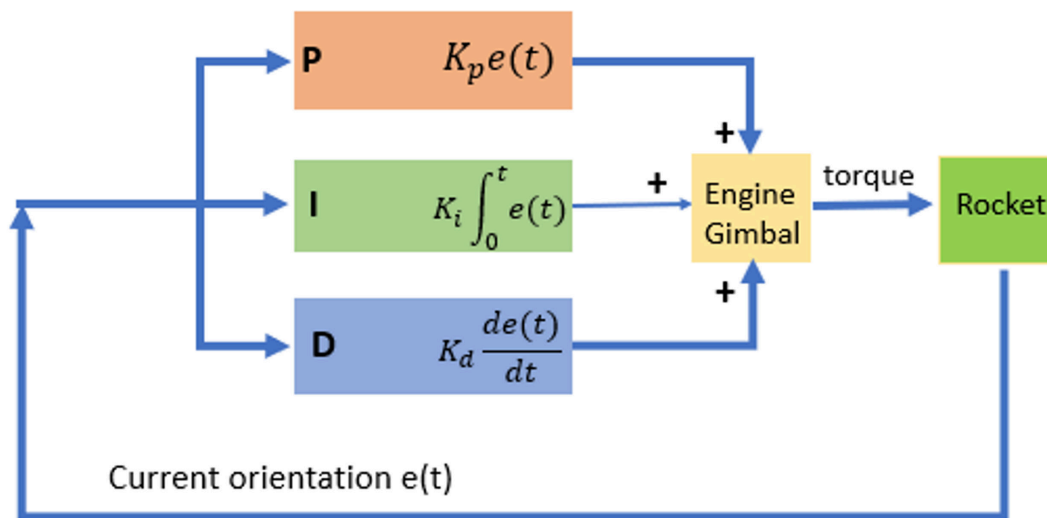 P K_p e(t)
+
I K_i ∫_0^t e(t)
+
Engine
Gimbal
torque
Rocket
+
D K_d de(t)/dt
Current orientation e(t)